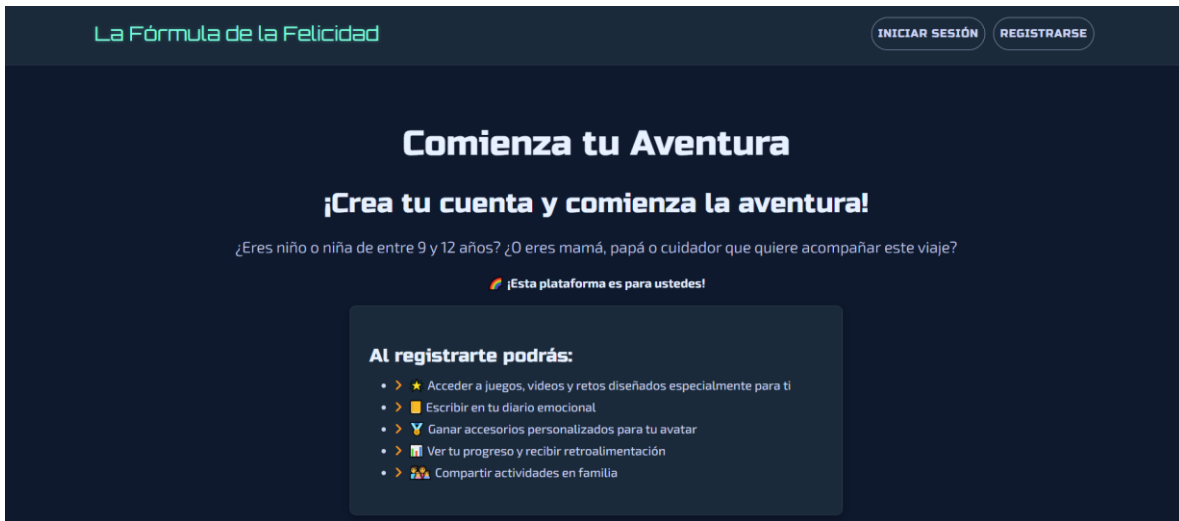 La Fórmula de la Felicidad
INICIAR SESIÓN
REGISTRARSE
Comienza tu Aventura
¡Crea tu cuenta y comienza la aventura!
¿Eres niño o niña de entre 9 y 12 años? ¿O eres mamá, papá o cuidador que quiere acompañar este viaje?
🌈 ¡Esta plataforma es para ustedes!
Al registrarte podrás:
Acceder a juegos, videos y retos diseñados especialmente para ti
Escribir en tu diario emocional
Ganar accesorios personalizados para tu avatar
Ver tu progreso y recibir retroalimentación
Compartir actividades en familia